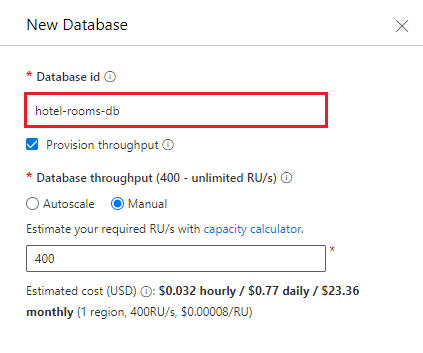 New Database
* Database id
hotel-rooms-db
Provision throughput
* Database throughput (400 - unlimited RU/s)
Autoscale Manual
Estimate your required RU/s with capacity calculator.
400 *
Estimated cost (USD) : $0.032 hourly / $0.77 daily / $23.36
monthly (1 region, 400RU/s, $0.00008/RU)